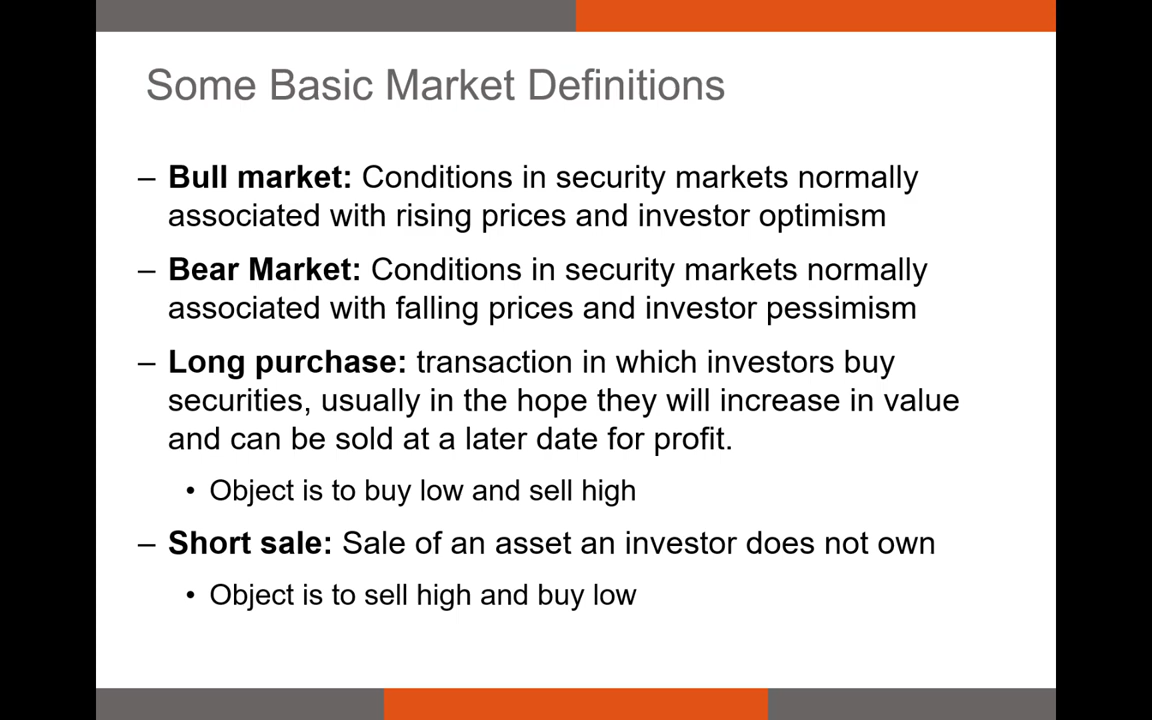 Some Basic Market Definitions
– Bull market: Conditions in security markets normally
associated with rising prices and investor optimism
– Bear Market: Conditions in security markets normally
associated with falling prices and investor pessimism
– Long purchase: transaction in which investors buy
securities, usually in the hope they will increase in value
and can be sold at a later date for profit.
• Object is to buy low and sell high
– Short sale: Sale of an asset an investor does not own
• Object is to sell high and buy low